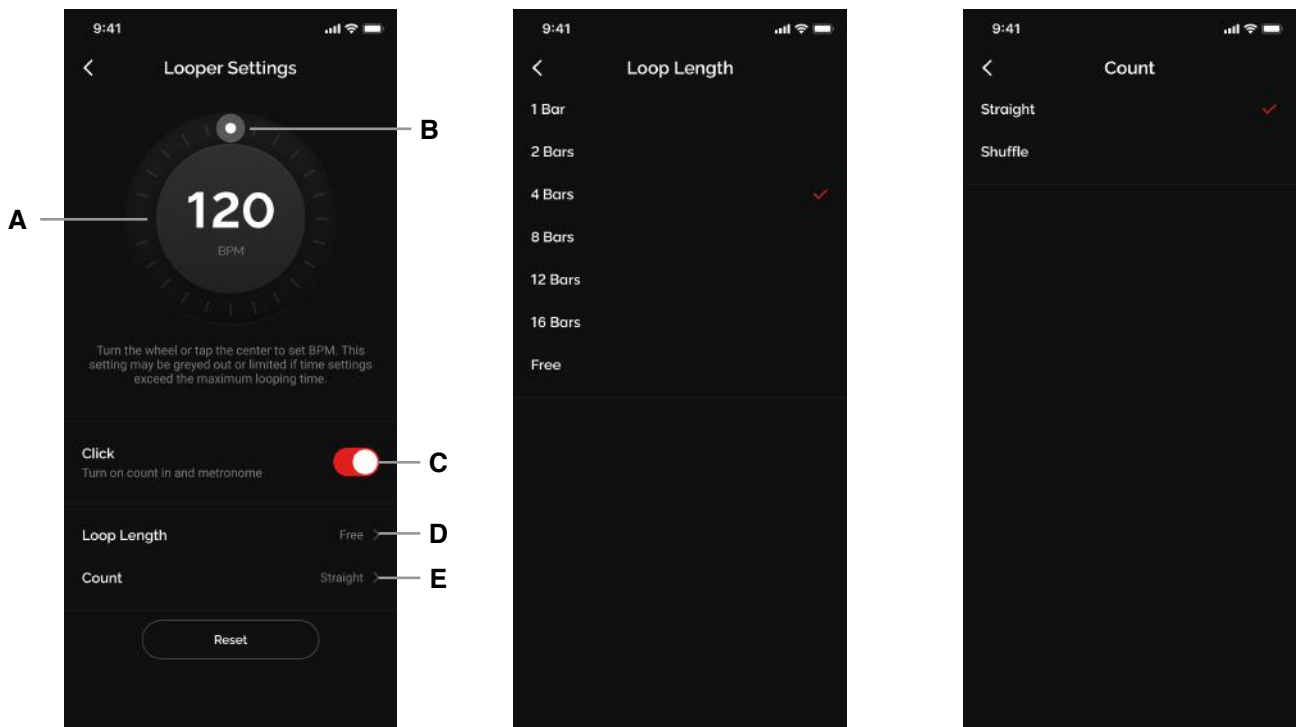 9:41
Looper Settings
B
A
120
BPM
Turn the wheel or tap the center to set BPM. This
setting may be greyed out or limited if time settings
exceed the maximum looping time.
Click
Turn on count in and metronome
C
Loop Length
Free
D
Count
Straight
E
Reset
9:41
Loop Length
1 Bar
2 Bars
4 Bars
8 Bars
12 Bars
16 Bars
Free
9:41
Count
Straight
Shuffle